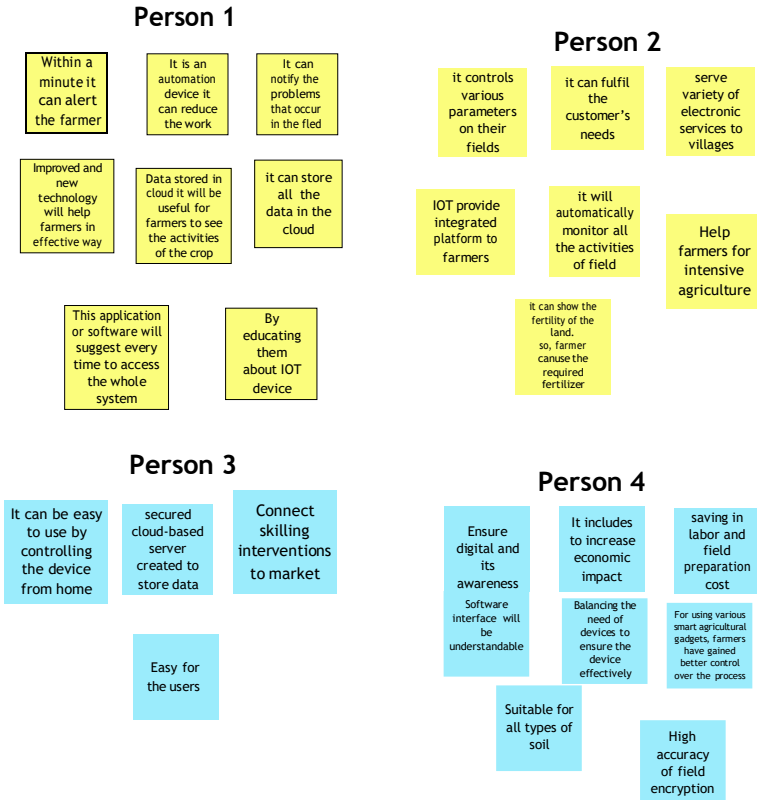 Person 1
Within a
minute it
can alert
the farmer
It is an
automation
device it
can reduce
the work
It can
notify the
problems
that occur
in the fled
Improved and
new
technology
will help
farmers in
effective way
Data stored in
cloud it will be
useful for
farmers to see
the activities
of the crop
it can store
all the
data in the
cloud
This application
or software will
suggest every
time to access
the whole
system
By
educating
them
about IOT
device
Person 2
it controls
various
parameters
on their
fields
it can fulfil
the
customer's
needs
serve
variety of
electronic
services to
villages
IOT provide
integrated
platform to
farmers
it will
automatically
monitor all
the activities
of field
Help
farmers for
intensive
agriculture
it can show the
fertility of the
land.
so, farmer
canuse the
required
fertilizer
Person 3
It can be easy
to use by
controlling
the device
from home
secured
cloud-based
server
created to
store data
Connect
skilling
interventions
to market
Easy for
the users
Person 4
Ensure
digital and
its
awareness
It includes
to increase
economic
impact
saving in
labor and
field
preparation
cost
Software
interface will
be
understandable
Balancing the
need of
devices to
ensure the
device
effectively
For using various
smart agricultural
gadgets, farmers
have gained
better control
over the process
Suitable for
all types of
soil
High
accuracy
of field
encryption